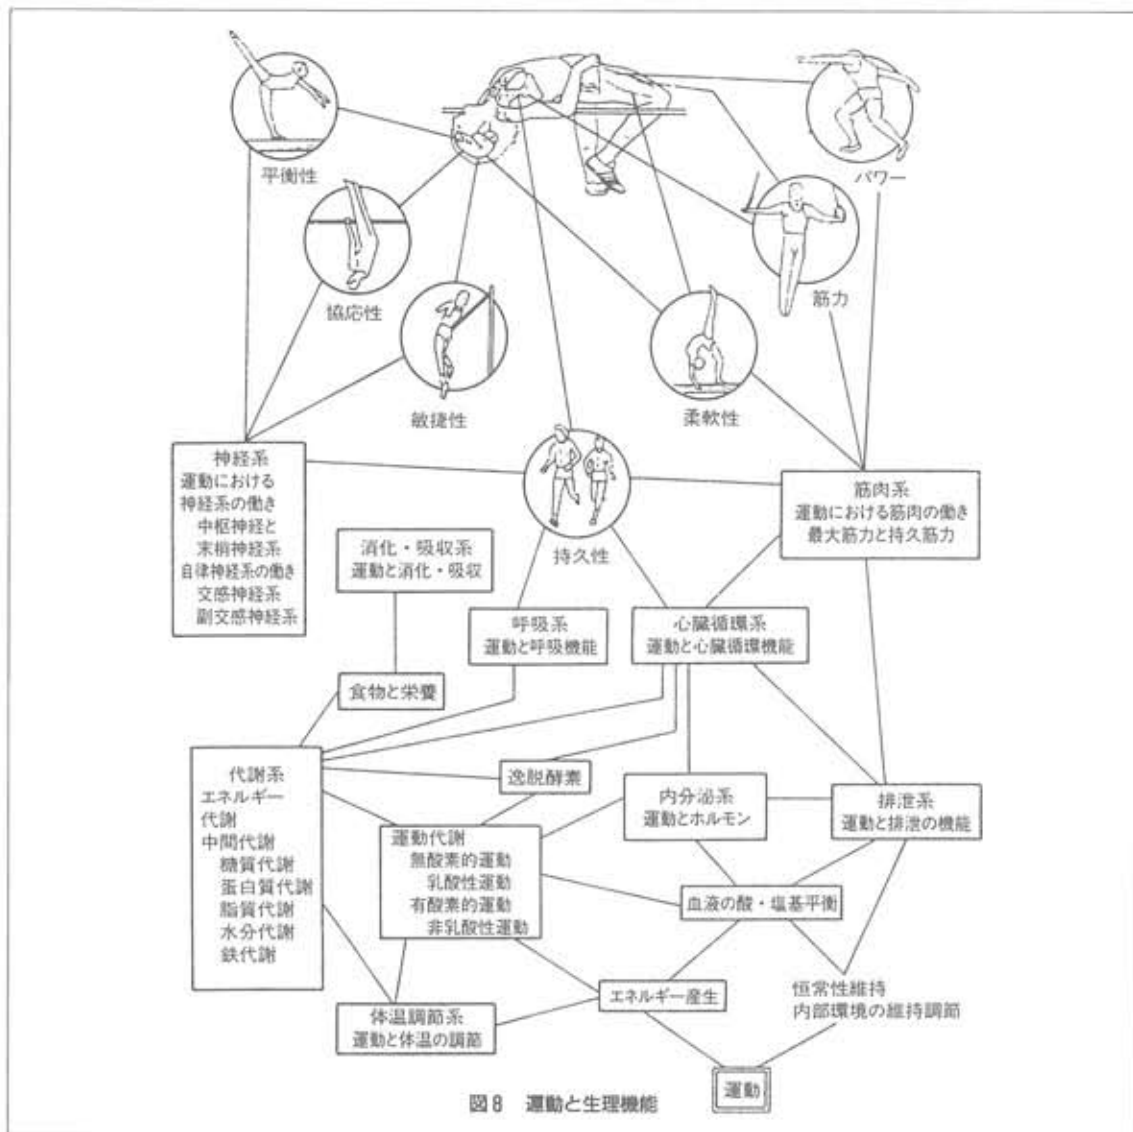 平衡性
パワー
協応性
筋力
敏捷性
柔軟性
神経系
運動における
神経系の働き
中枢神経と
末梢神経系
自律神経系の働き
交感神経系
副交感神経系
持久性
筋肉系
運動における筋肉の働き
最大筋力と持久筋力
消化・吸収系
運動と消化・吸収
呼吸系
運動と呼吸機能
心臓循環系
運動と心臓循環機能
食物と栄養
代謝系
エネルギー
代謝
中間代謝
糖質代謝
蛋白質代謝
脂質代謝
水分代謝
鉄代謝
逸脱酵素
内分泌系
運動とホルモン
排泄系
運動と排泄の機能
運動代謝
無酸素的運動
乳酸性運動
有酸素的運動
非乳酸性運動
血液の酸・塩基平衡
体温調節系
運動と体温の調節
エネルギー産生
恒常性維持
内部環境の維持調節
運動
図8 運動と生理機能